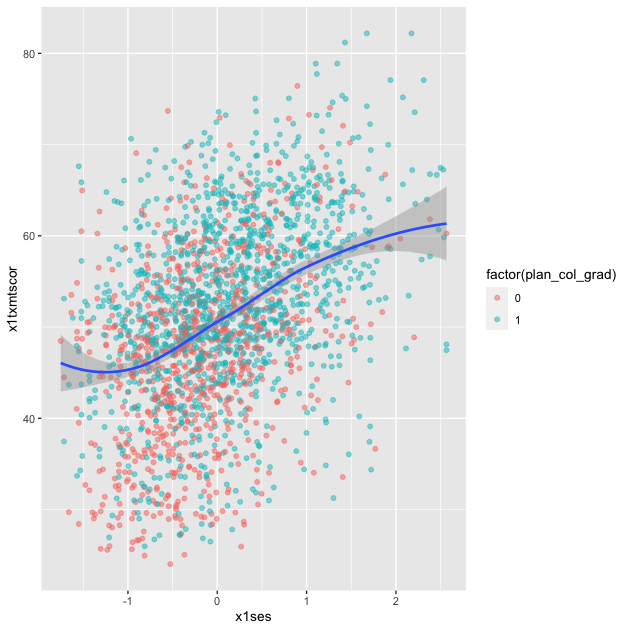 80
60
40
x1txmtscor
-1 0 1 2
x1ses
factor(plan_col_grad)
0
1